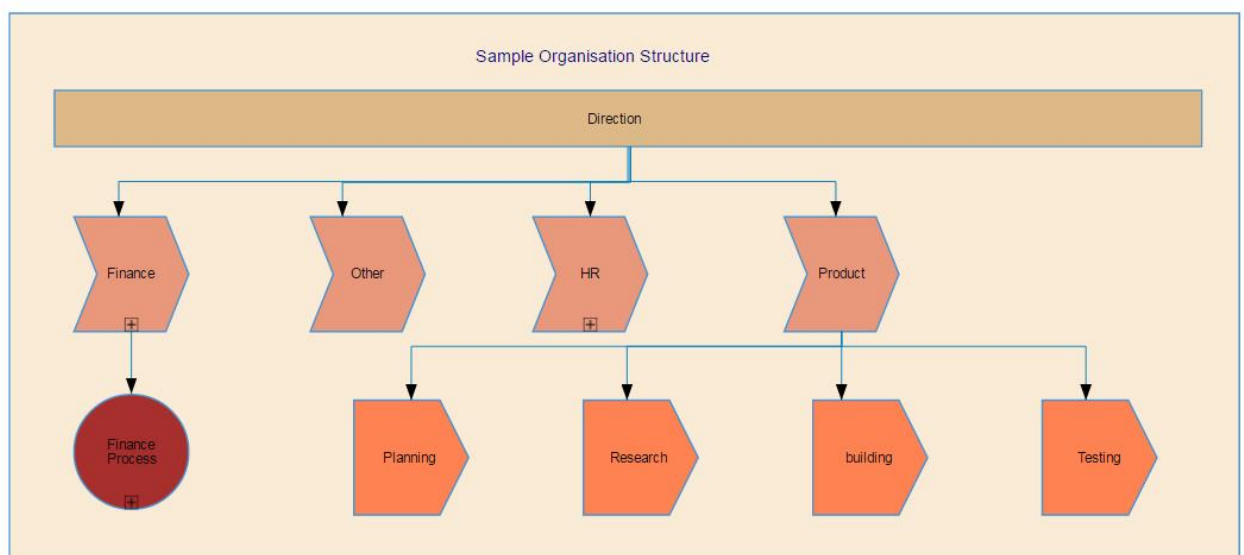 Sample Organisation Structure
Direction
Finance
Other
HR
Product
Finance
Process
Planning
Research
building
Testing